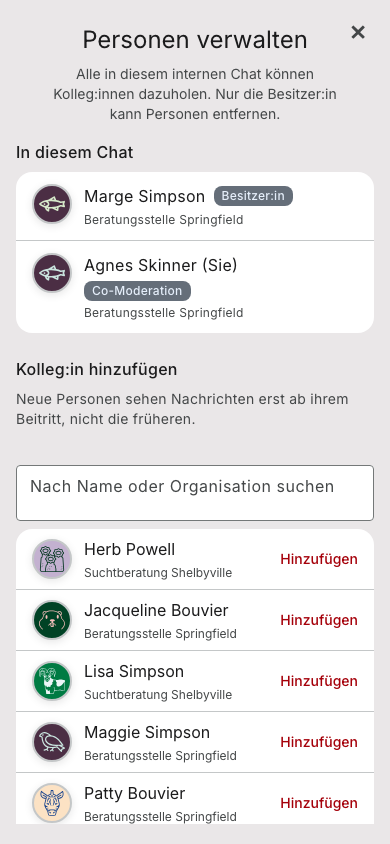 Personen verwalten
Alle in diesem internen Chat können
Kolleg:innen dazuholen. Nur die Besitzer:in
kann Personen entfernen.
In diesem Chat
Marge Simpson Besitzer:in
Beratungsstelle Springfield
Agnes Skinner (Sie)
Co-Moderation
Beratungsstelle Springfield
Kolleg:in hinzufügen
Neue Personen sehen Nachrichten erst ab ihrem
Beitritt, nicht die früheren.
Nach Name oder Organisation suchen
Herb Powell
Suchtberatung Shelbyville
Hinzufügen
Jacqueline Bouvier
Beratungsstelle Springfield
Hinzufügen
Lisa Simpson
Suchtberatung Shelbyville
Hinzufügen
Maggie Simpson
Beratungsstelle Springfield
Hinzufügen
Patty Bouvier
Beratungsstelle Springfield
Hinzufügen